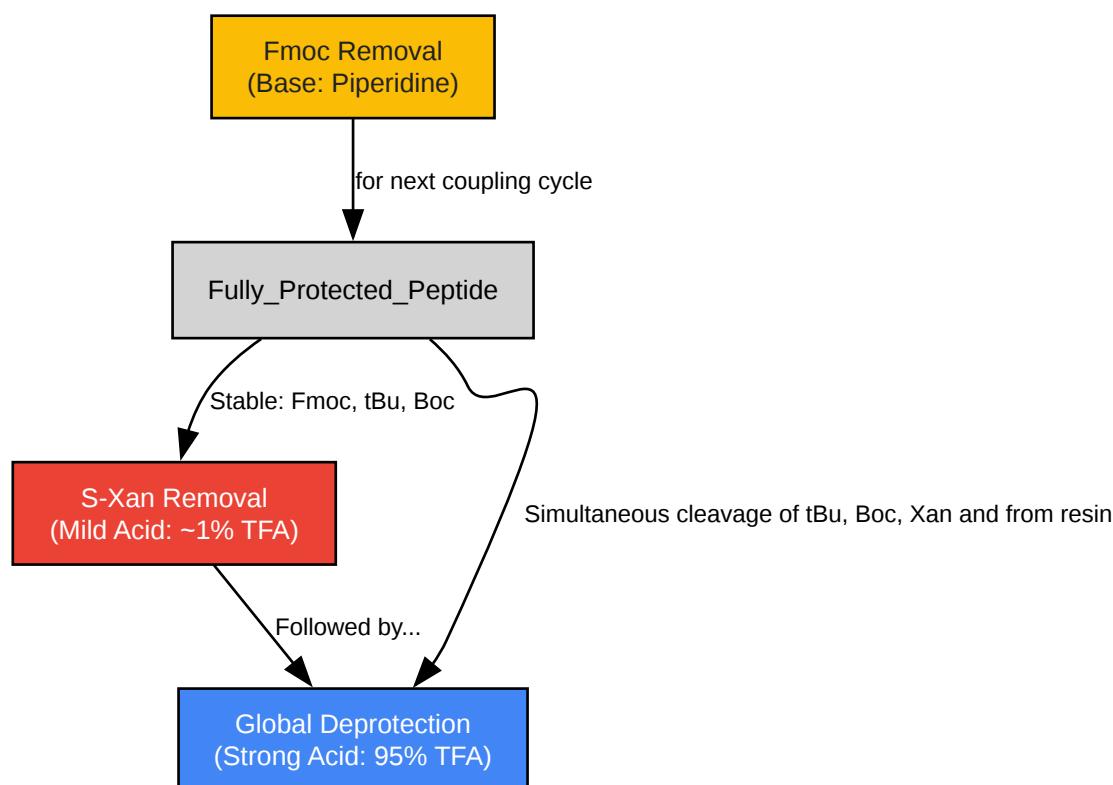 Fmoc Removal
(Base: Piperidine)
for next coupling cycle
Fully_Protected_Peptide
Stable: Fmoc, tBu, Boc
S-Xan Removal
(Mild Acid: ~1% TFA)
Simultaneous cleavage of tBu, Boc, Xan and from resin
Followed by...
Global Deprotection
(Strong Acid: 95% TFA)